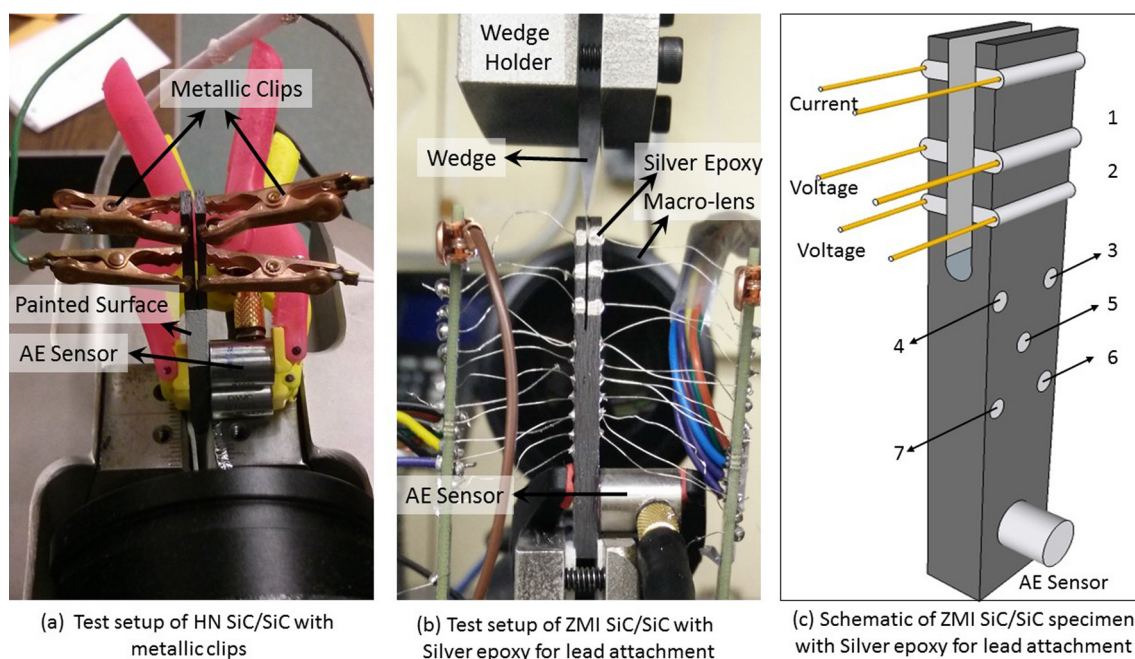 Metallic Clips
Painted Surface
AE Sensor
(a) Test setup of HN SiC/SiC with
metallic clips
Wedge
Holder
Wedge
Silver Epoxy
Macro-lens
AE Sensor
(b) Test setup of ZMI SiC/SiC with
Silver epoxy for lead attachment
Current
1
Voltage
2
Voltage
3
4
5
6
7
AE Sensor
(c) Schematic of ZMI SiC/SiC specimen
with Silver epoxy for lead attachment